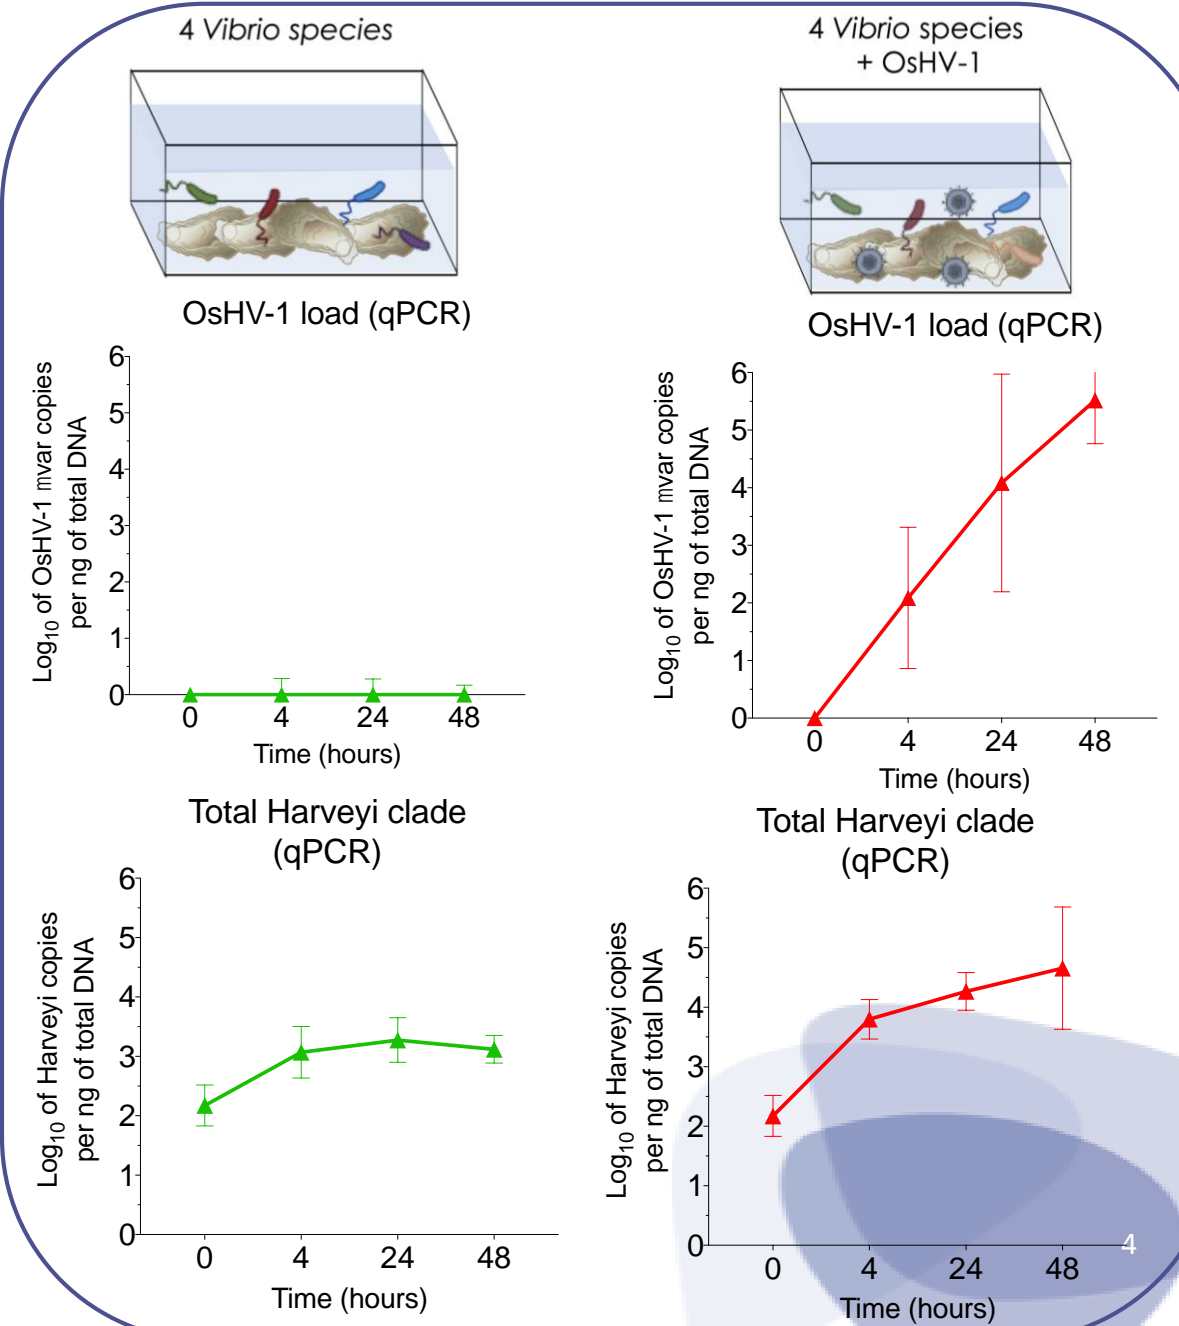 4 Vibrio species
4 Vibrio species
+ OsHV-1
OsHV-1 load (qPCR)
Log10 of OsHV-1 mvar copies
per ng of total DNA
6
5
4
3
2
1
0
0 4 24 48
Time (hours)
OsHV-1 load (qPCR)
Log10 of OsHV-1 mvar copies
per ng of total DNA
6
5
4
3
2
1
0
0 4 24 48
Time (hours)
Total Harveyi clade
(qPCR)
Log10 of Harveyi copies
per ng of total DNA
6
5
4
3
2
1
0
0 4 24 48
Time (hours)
Total Harveyi clade
(qPCR)
Log10 of Harveyi copies
per ng of total DNA
6
5
4
3
2
1
0
0 4 24 48
Time (hours)
4